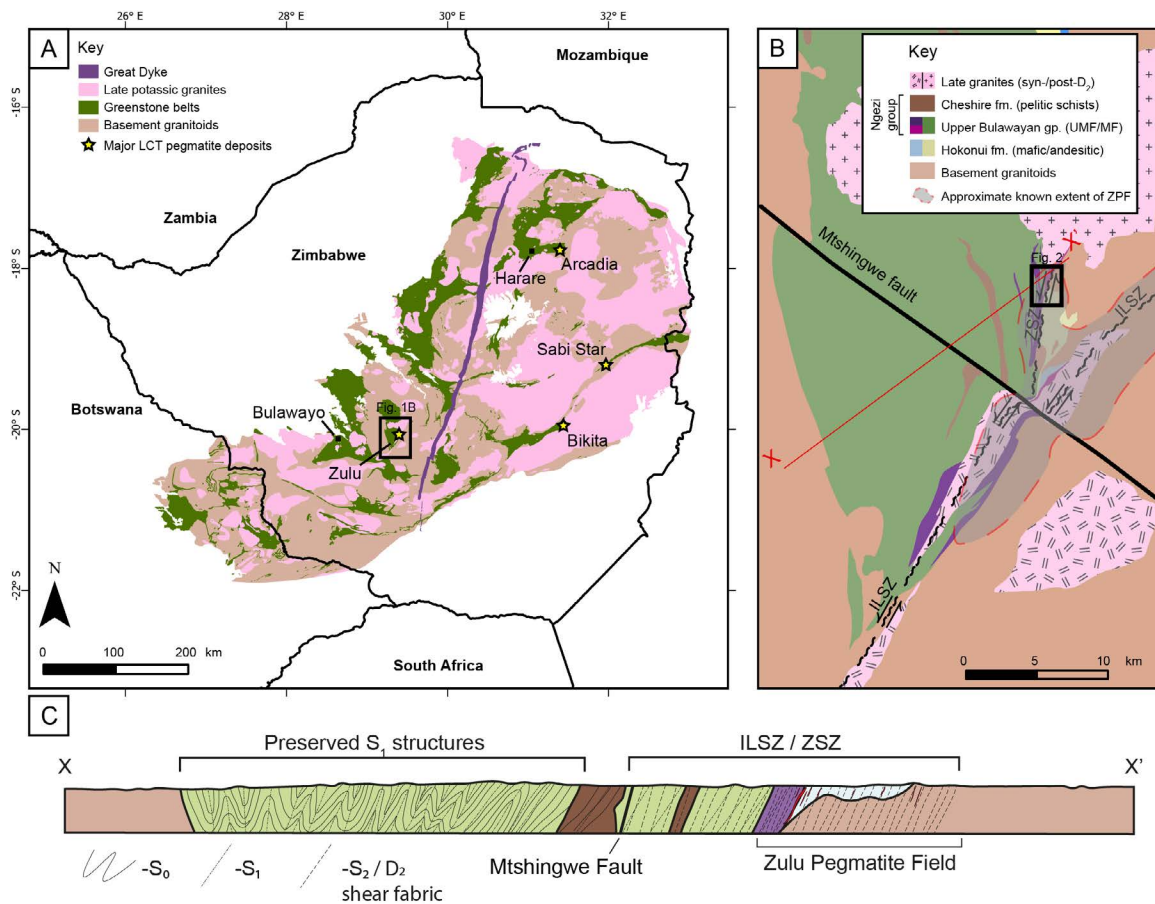 A
Key
Great Dyke
Late potassic granites
Greenstone belts
Basement granitoids
Major LCT pegmatite deposits
26° E
28° E
30° E
32° E
-16°S
-18°S
-20°S
-22°S
Mozambique
Zambia
Zimbabwe
Harare
Arcadia
Sabi Star
Botswana
Bulawayo
Fig. 1B
Zulu
Bikita
N
0 100 200 km
South Africa
B
Key
Ngezi group
Late granites (syn-/post-D2)
Cheshire fm. (pelitic schists)
Upper Bulawayan gp. (UMF/MF)
Hokonui fm. (mafic/andesitic)
Basement granitoids
Approximate known extent of ZPF
Mtshingwe fault
X'
Fig. 2
ZSZ
ILSZ
X
ILSZ
0 5 10 km
C
Preserved S1 structures
ILSZ / ZSZ
X
X'
Mtshingwe Fault
Zulu Pegmatite Field
-S0
-S1
-S2 / D2
shear fabric